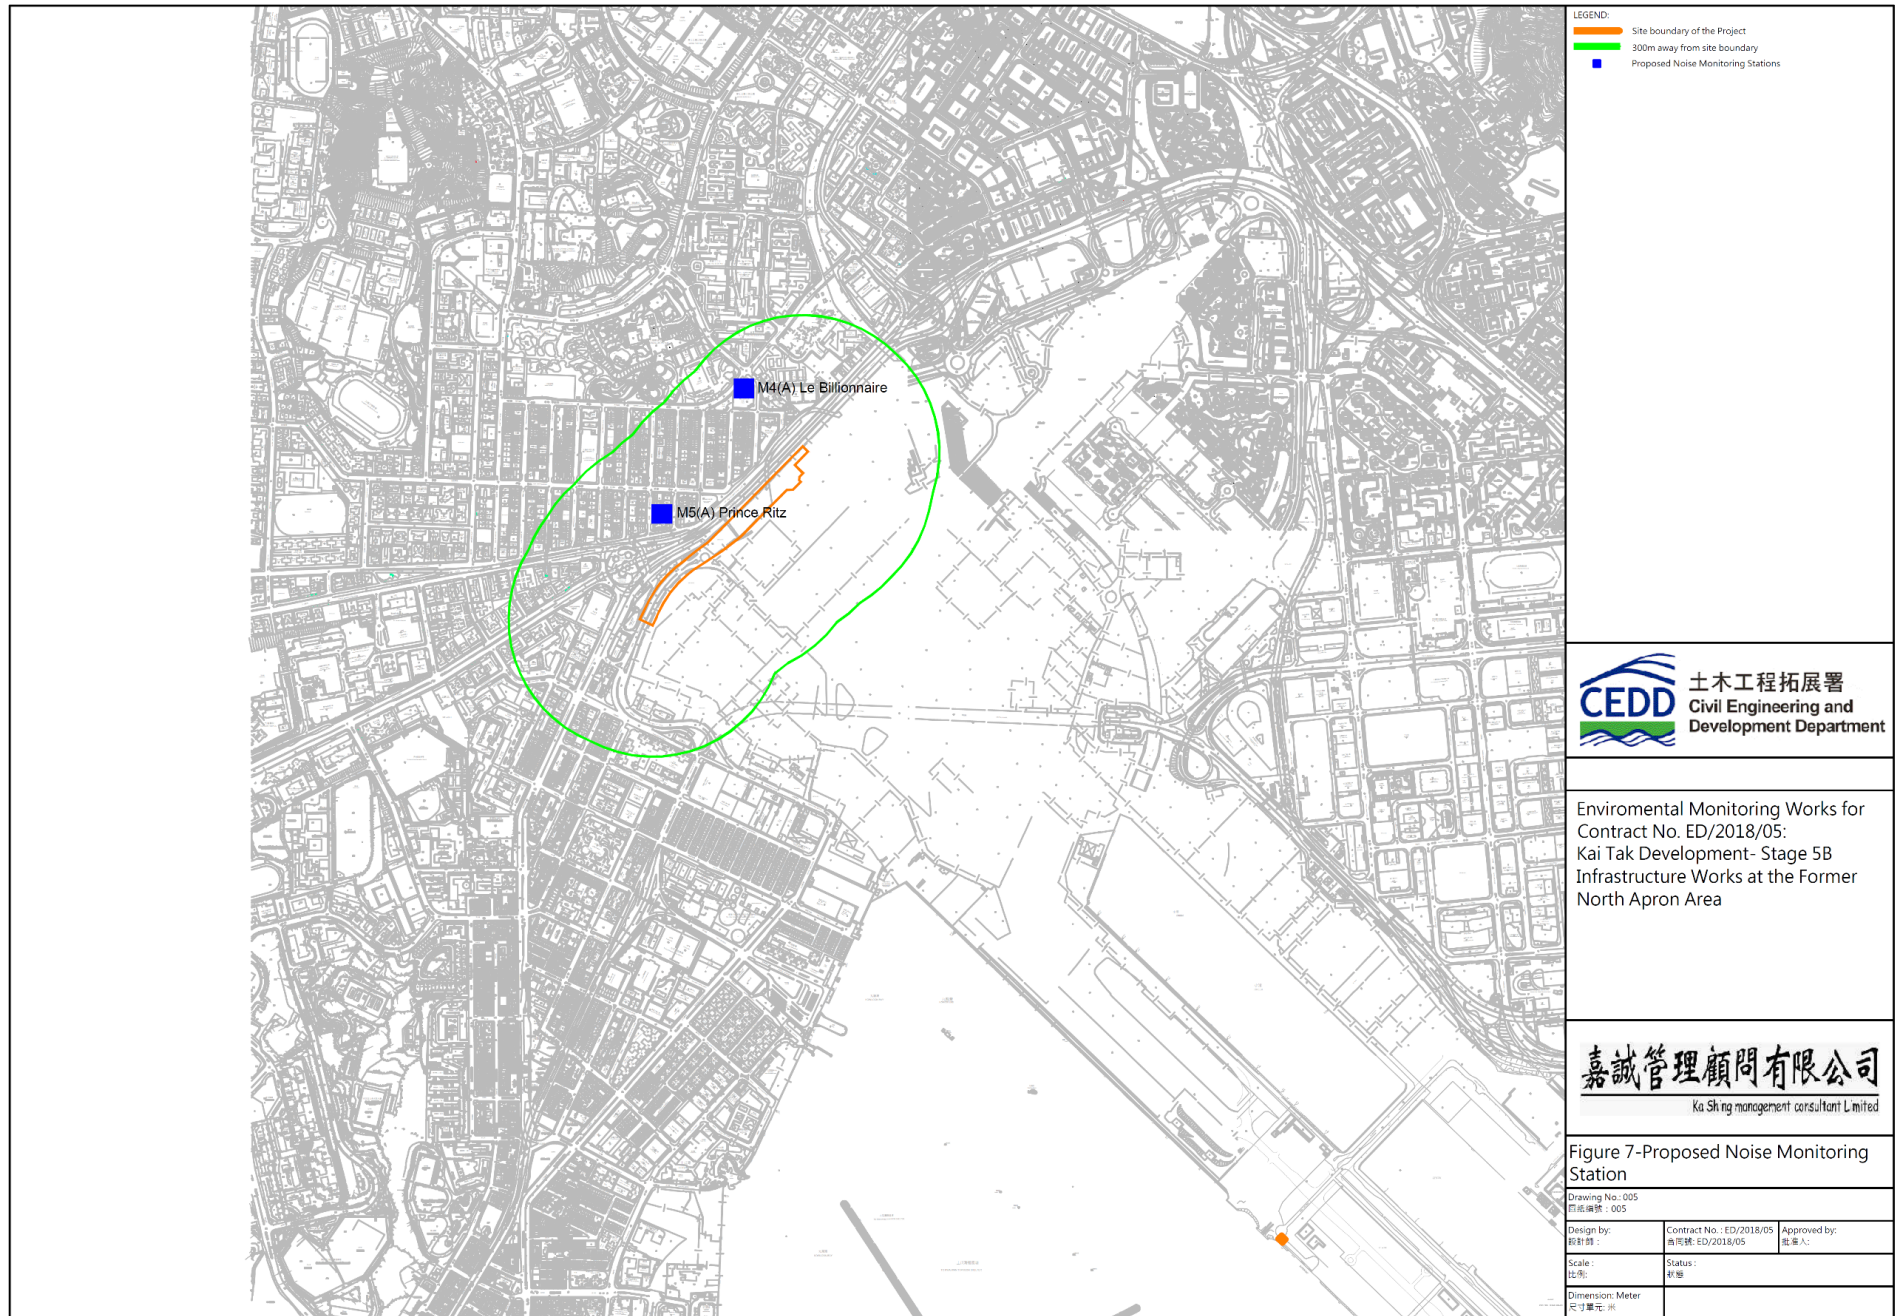 LEGEND:
Site boundary of the Project
300m away from site boundary
Proposed Noise Monitoring Stations
M4(A) Le Billionnaire
M5(A) Prince Ritz
CEDD
土木工程拓展署
Civil Engineering and
Development Department
Enviromental Monitoring Works for
Contract No. ED/2018/05:
Kai Tak Development- Stage 5B
Infrastructure Works at the Former
North Apron Area
嘉誠管理顧問有限公司
Ka Shing management consultant Limited
Figure 7-Proposed Noise Monitoring
Station
Drawing No.: 005
圖紙編號 : 005
Design by:
設計師 :
Contract No. : ED/2018/05
合同號: ED/2018/05
Approved by:
批准人:
Scale :
比例:
Status :
狀態
Dimension: Meter
尺寸單元: 米